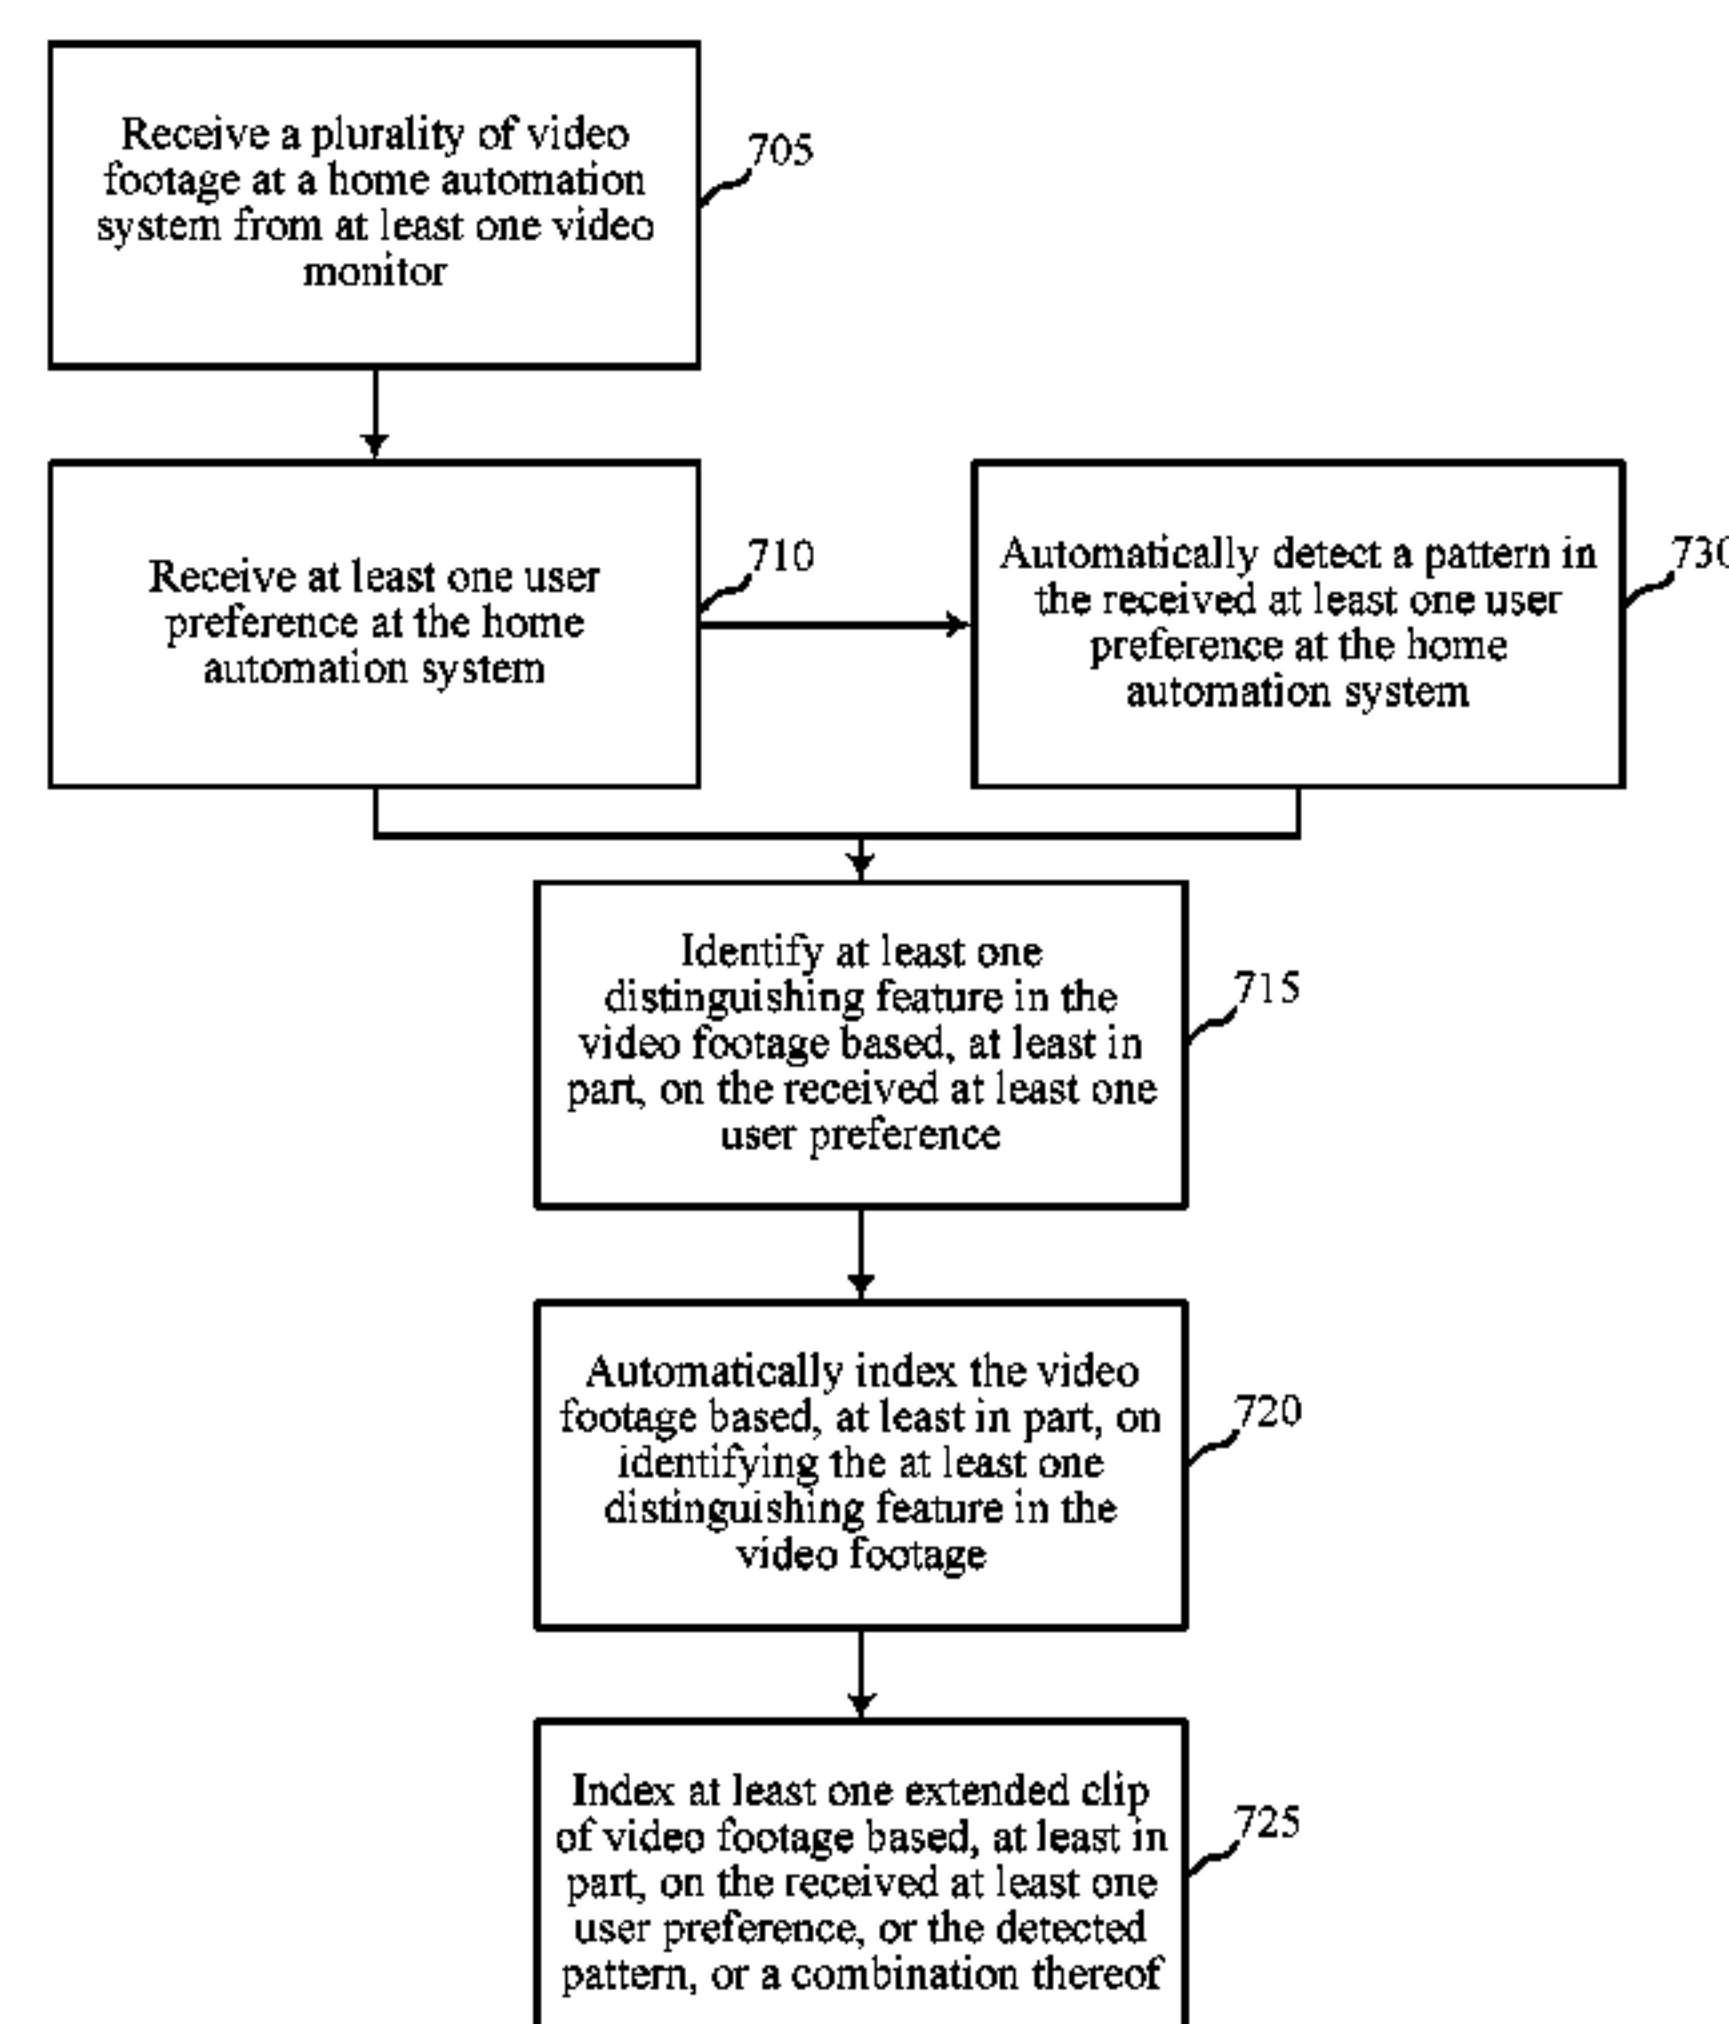 Receive a plurality of video
footage at a home automation
system from at least one video
monitor
705
Receive at least one user
preference at the home
automation system
710
Automatically detect a pattern in
the received at least one user
preference at the home
automation system
730
Identify at least one
distinguishing feature in the
video footage based, at least in
part, on the received at least one
user preference
715
Automatically index the video
footage based, at least in part, on
identifying the at least one
distinguishing feature in the
video footage
720
Index at least one extended clip
of video footage based, at least in
part, on the received at least one
user preference, or the detected
pattern, or a combination thereof
725